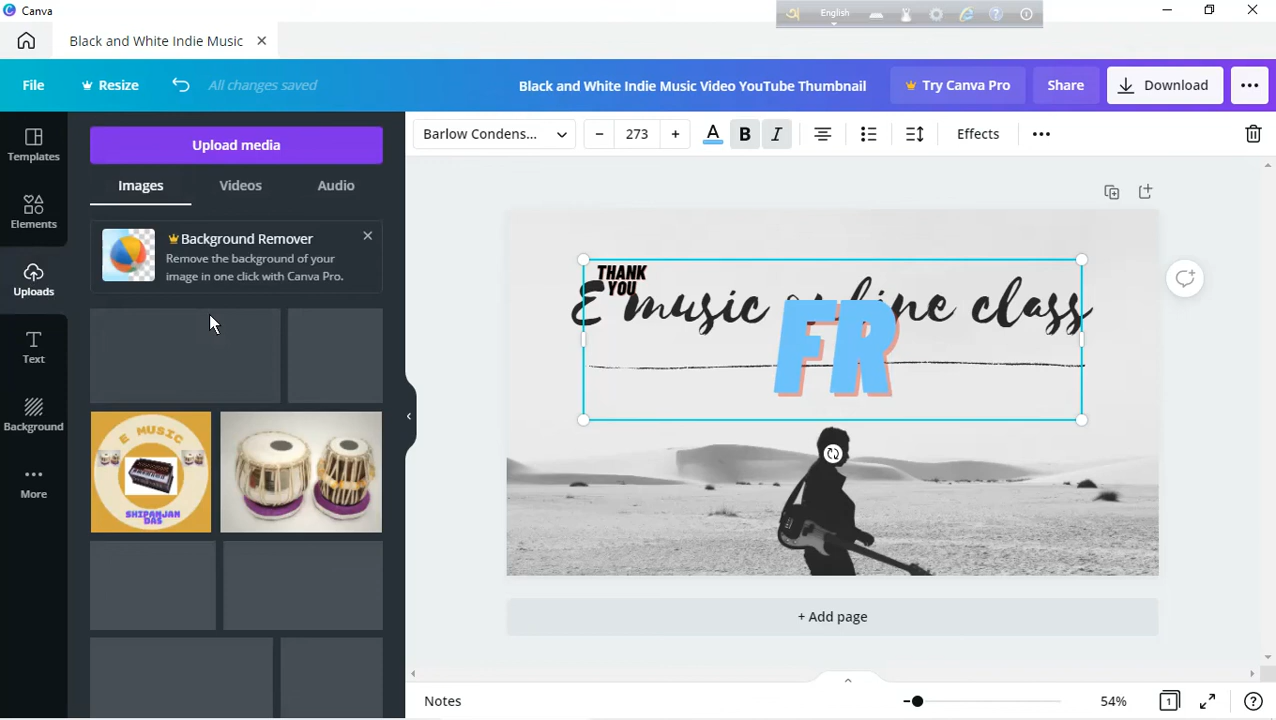 Canva
অ English
Black and White Indie Music
File Resize All changes saved Black and White Indie Music Video YouTube Thumbnail Try Canva Pro Share Download
Templates
Elements
Uploads
Text
Background
More
Upload media
Images Videos Audio
Background Remover
Remove the background of your
image in one click with Canva Pro.
E MUSIC
SHIPANJAN
DAS
Barlow Condens... 273 A B I Effects
THANK
YOU
E music online class
FR
+ Add page
Notes 54% 1